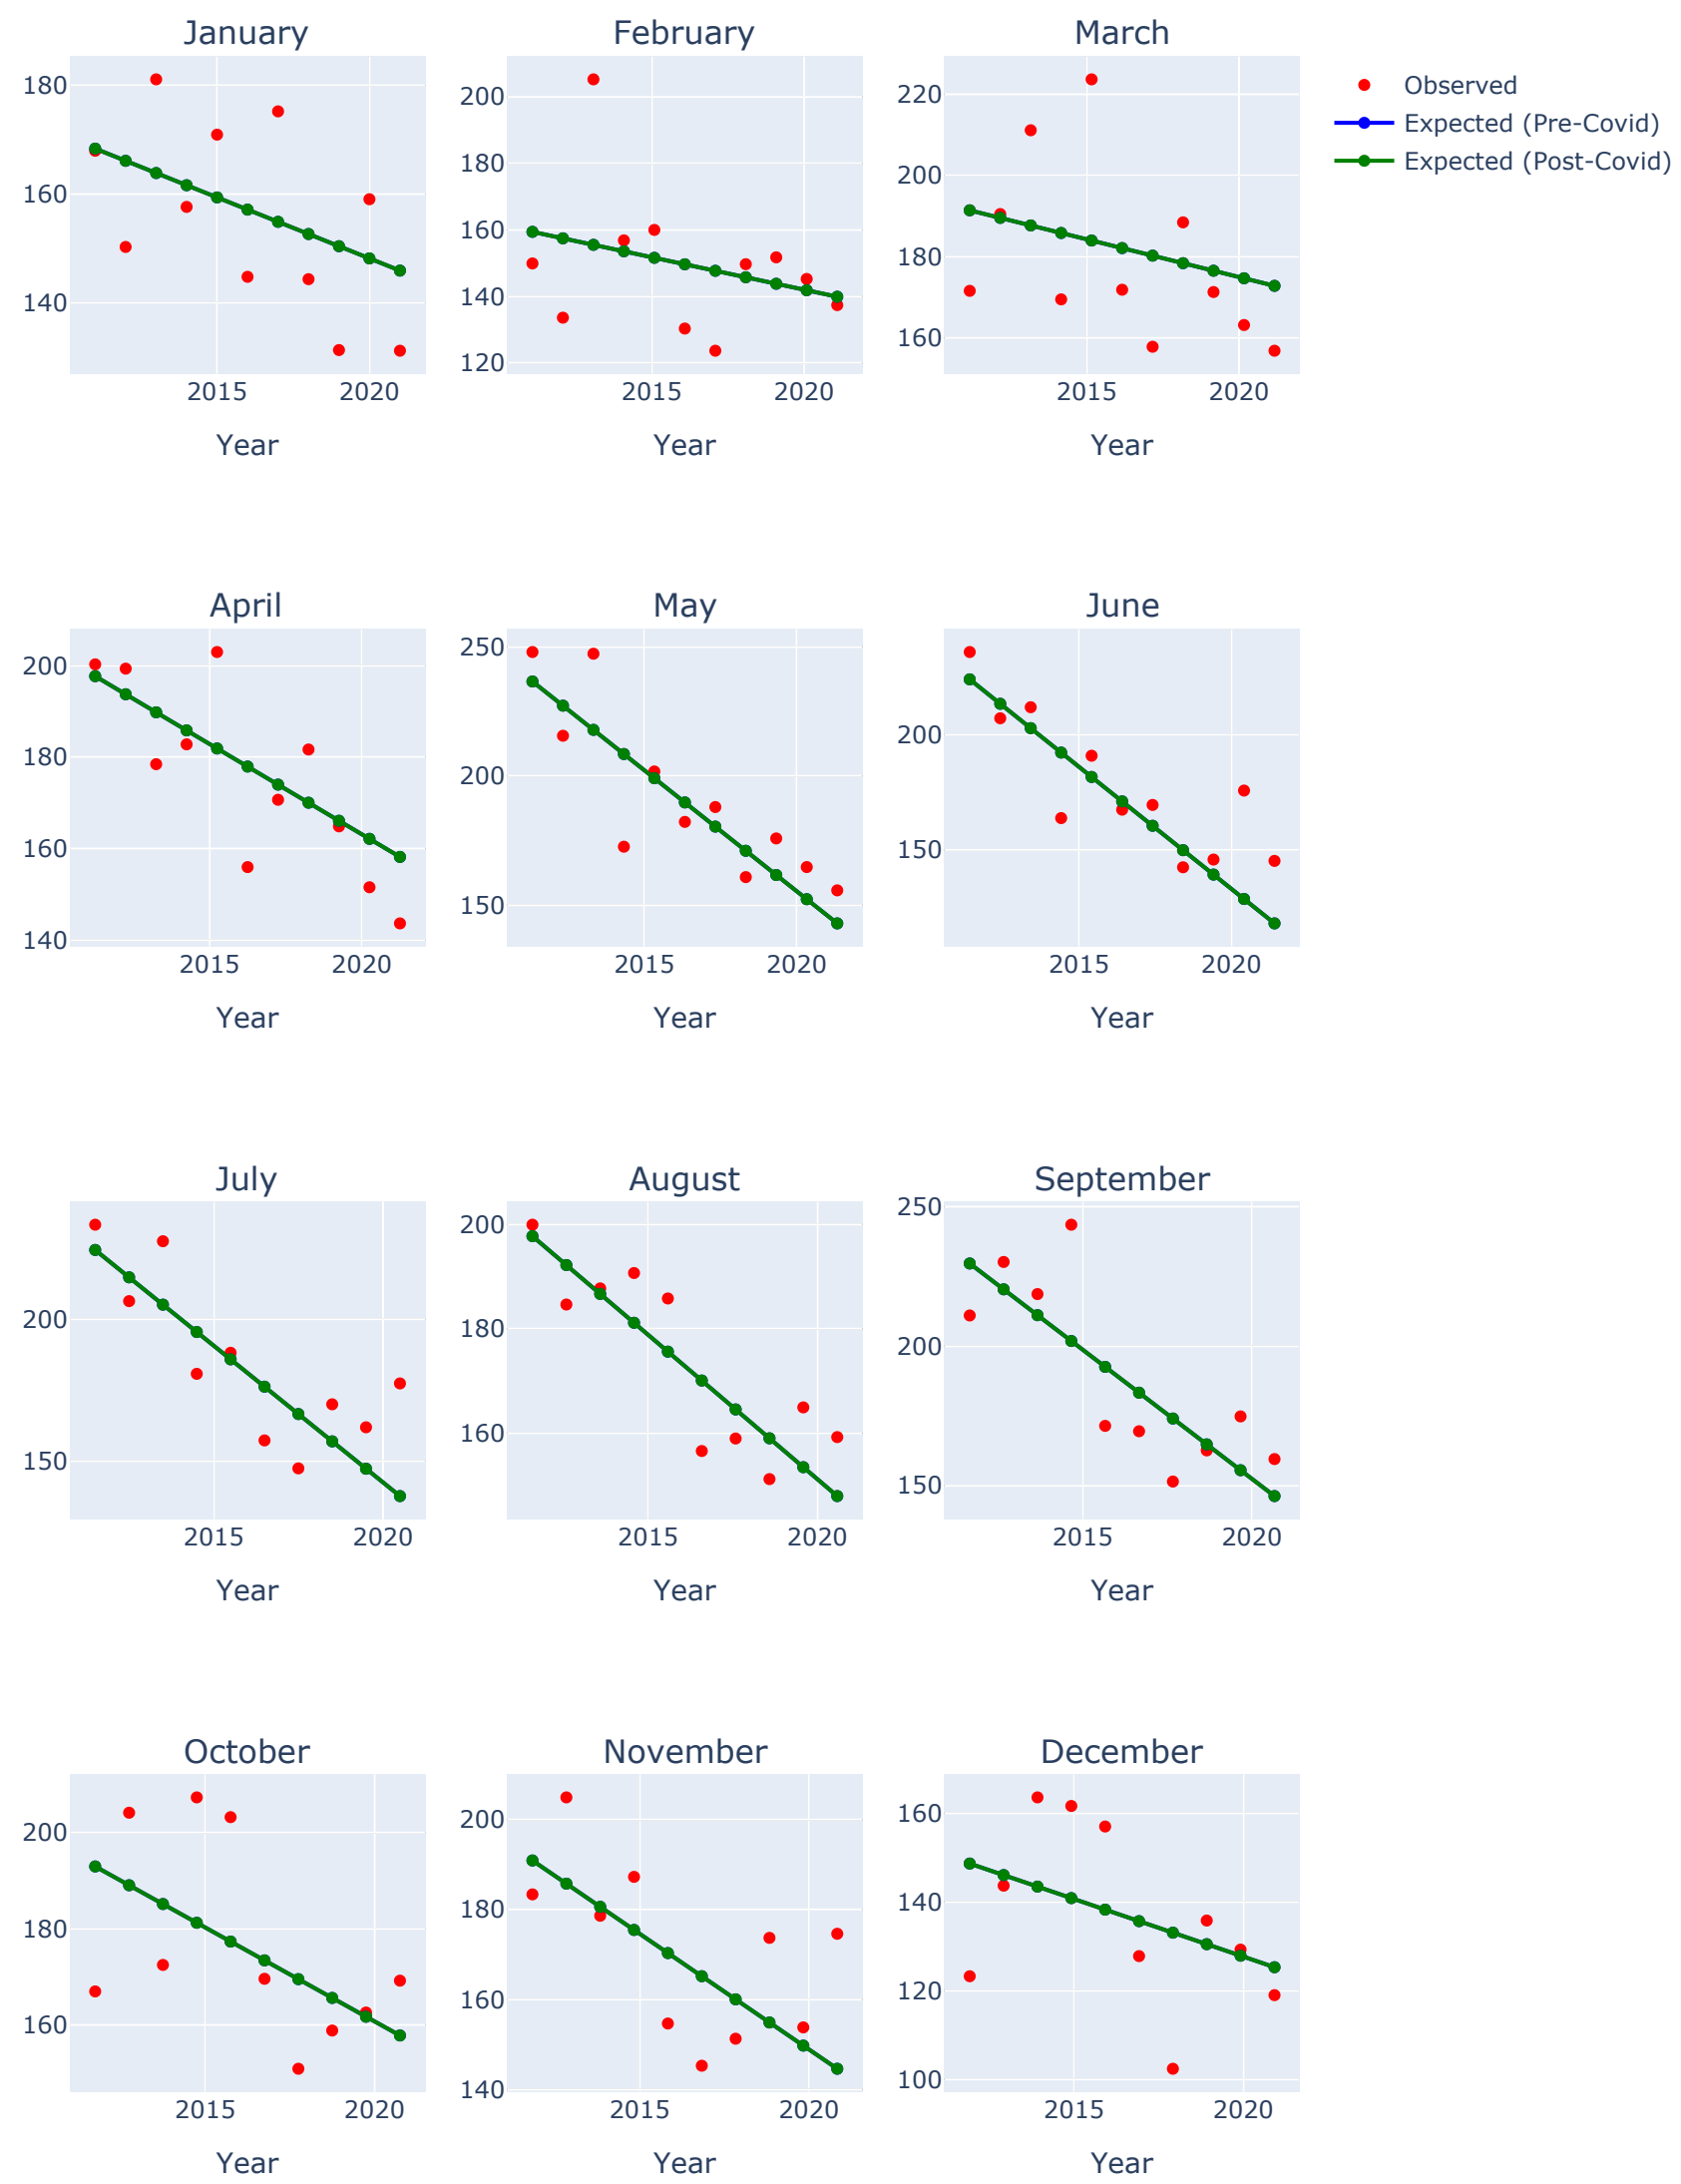 January
180
160
140
2015 2020
Year
February
200
180
160
140
120
2015 2020
Year
March
220
200
180
160
2015 2020
Year
Observed
Expected (Pre-Covid)
Expected (Post-Covid)
April
200
180
160
140
2015 2020
Year
May
250
200
150
2015 2020
Year
June
200
150
2015 2020
Year
July
200
150
2015 2020
Year
August
200
180
160
2015 2020
Year
September
250
200
150
2015 2020
Year
October
200
180
160
2015 2020
Year
November
200
180
160
140
2015 2020
Year
December
160
140
120
100
2015 2020
Year